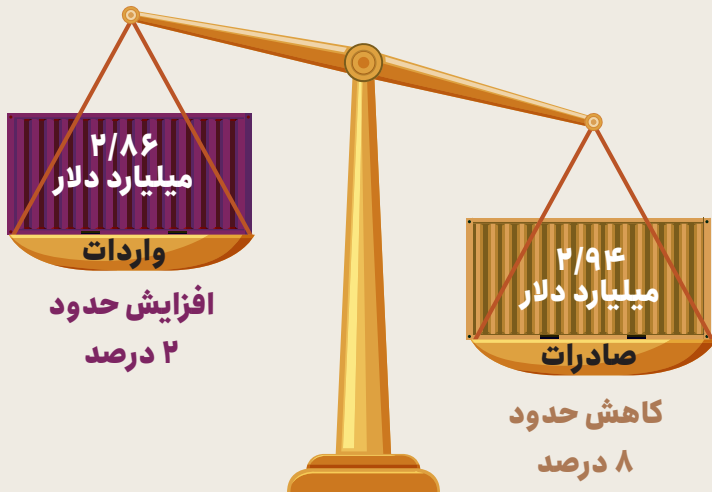 ۲/۸۶
میلیارد دلار
واردات
افزایش حدود
۲ درصد
۲/۹۴
میلیارد دلار
صادرات
کاهش حدود
۸ درصد